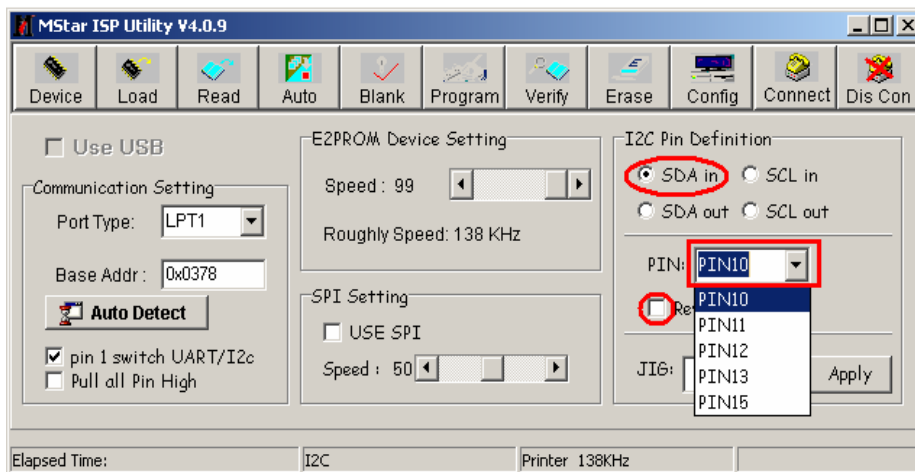 MStar ISP Utility V4.0.9
Device Load Read Auto Blank Program Verify Erase Config Connect Dis Con
Use USB
Communication Setting
Port Type: LPT1
Base Addr : 0x0378
Auto Detect
pin 1 switch UART/I2c
Pull all Pin High
E2PROM Device Setting
Speed : 99
Roughly Speed: 138 KHz
SPI Setting
USE SPI
Speed : 50
I2C Pin Definition
SDA in SCL in
SDA out SCL out
PIN: PIN10
PIN10
PIN11
PIN12
PIN13
PIN15
JIG:
Apply
Elapsed Time: I2C Printer 138KHz